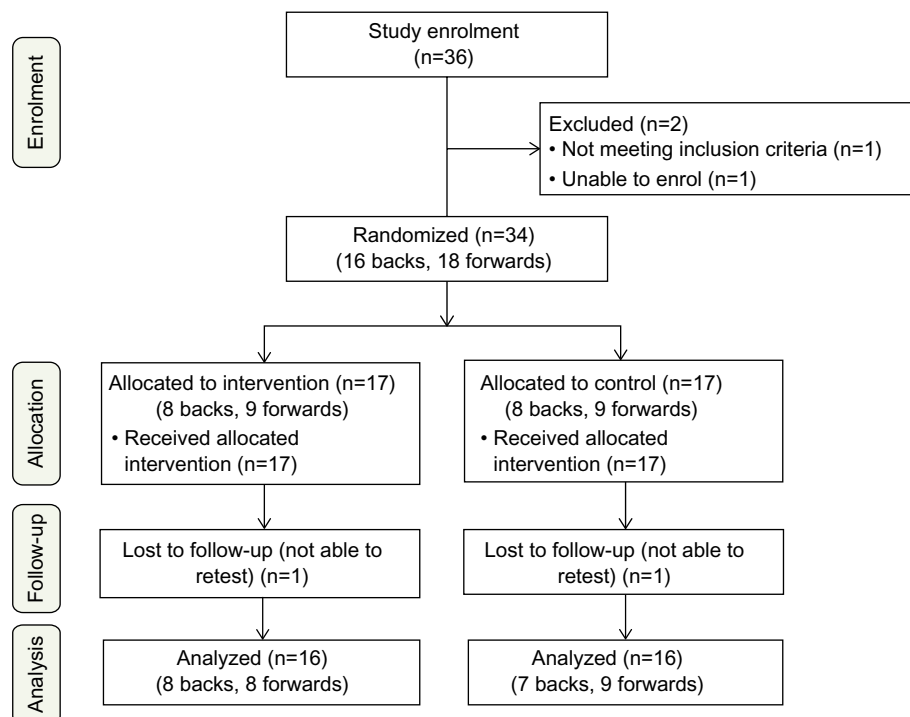 Enrolment
Study enrolment
(n=36)
Excluded (n=2)
• Not meeting inclusion criteria (n=1)
• Unable to enrol (n=1)
Randomized (n=34)
(16 backs, 18 forwards)
Allocation
Allocated to intervention (n=17)
(8 backs, 9 forwards)
• Received allocated
intervention (n=17)
Allocated to control (n=17)
(8 backs, 9 forwards)
• Received allocated
intervention (n=17)
Follow-up
Lost to follow-up (not able to
retest) (n=1)
Lost to follow-up (not able to
retest) (n=1)
Analysis
Analyzed (n=16)
(8 backs, 8 forwards)
Analyzed (n=16)
(7 backs, 9 forwards)